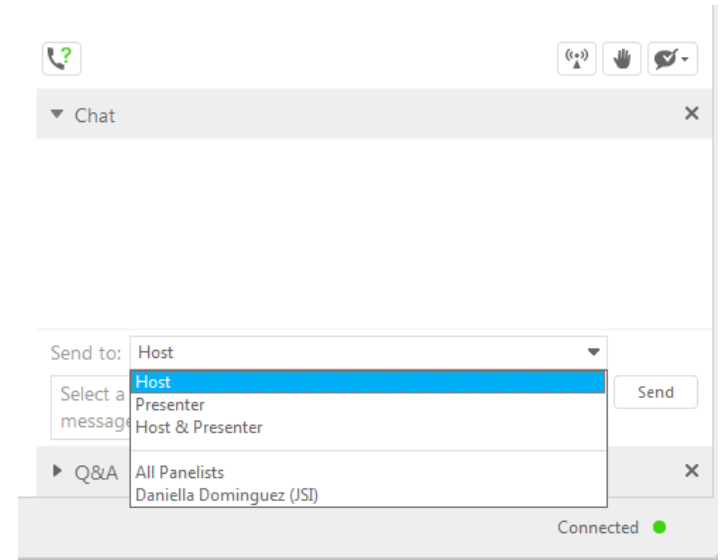 ?
Chat
Send to: Host
Host
Presenter
Host & Presenter
All Panelists
Daniella Dominguez (JSI)
Select a
message
Send
Q&A
Connected